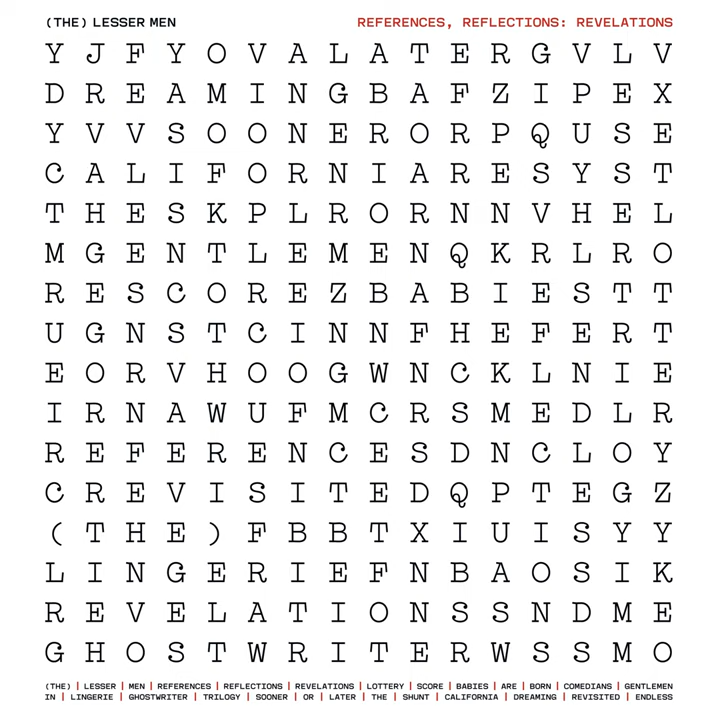 (THE) LESSER MEN REFERENCES, REFLECTIONS: REVELATIONS
Y J F Y O V A L A T E R G V L V
D R E A M I N G B A F Z I P E X
Y V V S O O N E R O R P Q U S E
C A L I F O R N I A R E S Y S T
T H E S K P L R O R N N V H E L
M G E N T L E M E N Q K R L R O
R E S C O R E Z B A B I E S T T
U G N S T C I N N F H E F E R T
E O R V H O O G W N C K L N I E
I R N A W U F M C R S M E D L R
R E F E R E N C E S D N C L O Y
C R E V I S I T E D Q P T E G Z
( T H E ) F B B T X I U I S Y Y
L I N G E R I E F N B A O S I K
R E V E L A T I O N S S N D M E
G H O S T W R I T E R W S S M O
(THE) | LESSER | MEN | REFERENCES | REFLECTIONS | REVELATIONS | LOTTERY | SCORE | BABIES | ARE | BORN | COMEDIANS | GENTLEMEN
IN | LINGERIE | GHOSTWRITER | TRILOGY | SOONER | OR | LATER | THE | SHUNT | CALIFORNIA | DREAMING | REVISITED | ENDLESS